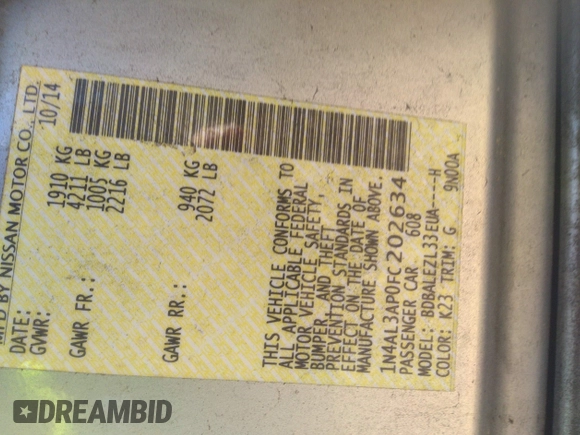 MFD BY NISSAN MOTOR CO., LTD.
DATE: 10/14
GVWR: 1910 KG
4211 LB
GAWR FR.: 1005 KG
2216 LB
GAWR RR.: 940 KG
2072 LB
THIS VEHICLE CONFORMS TO
ALL APPLICABLE FEDERAL
MOTOR VEHICLE SAFETY,
BUMPER, AND THEFT
PREVENTION STANDARDS IN
EFFECT ON THE DATE OF
MANUFACTURE SHOWN ABOVE.
1N4AL3AP0FC202634
PASSENGER CAR 608
MODEL: BDBALEZL33EUA----H
COLOR: K23 TRIM: G 9N00A
DREAMBID